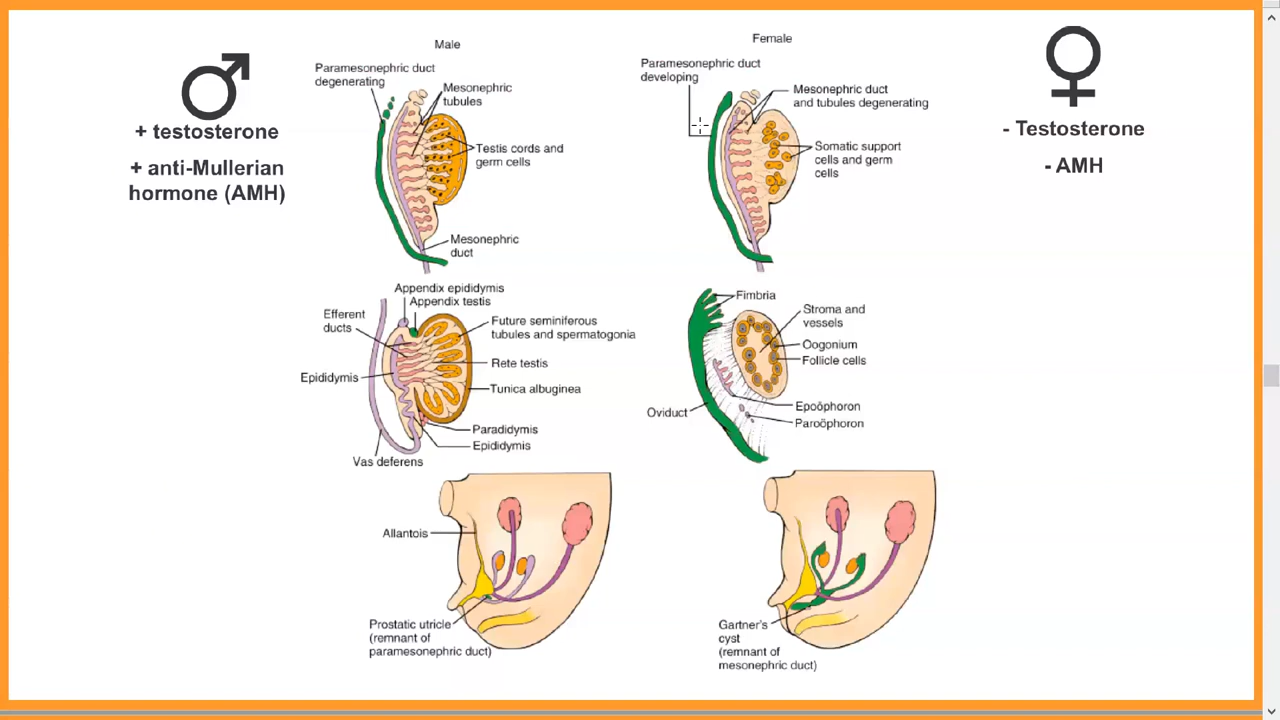 Male
Female
Paramesonephric duct
degenerating
Mesonephric
tubules
Testis cords and
germ cells
Mesonephric
duct
+ testosterone
+ anti-Mullerian
hormone (AMH)
Paramesonephric duct
developing
Mesonephric duct
and tubules degenerating
Somatic support
cells and germ
cells
- Testosterone
- AMH
Appendix epididymis
Appendix testis
Efferent
ducts
Future seminiferous
tubules and spermatogonia
Rete testis
Epididymis
Tunica albuginea
Paradidymis
Epididymis
Vas deferens
Fimbria
Stroma and
vessels
Oogonium
Follicle cells
Epoöphoron
Oviduct
Paroöphoron
Allantois
Prostatic utricle
(remnant of
paramesonephric duct)
Gartner's
cyst
(remnant of
mesonephric duct)